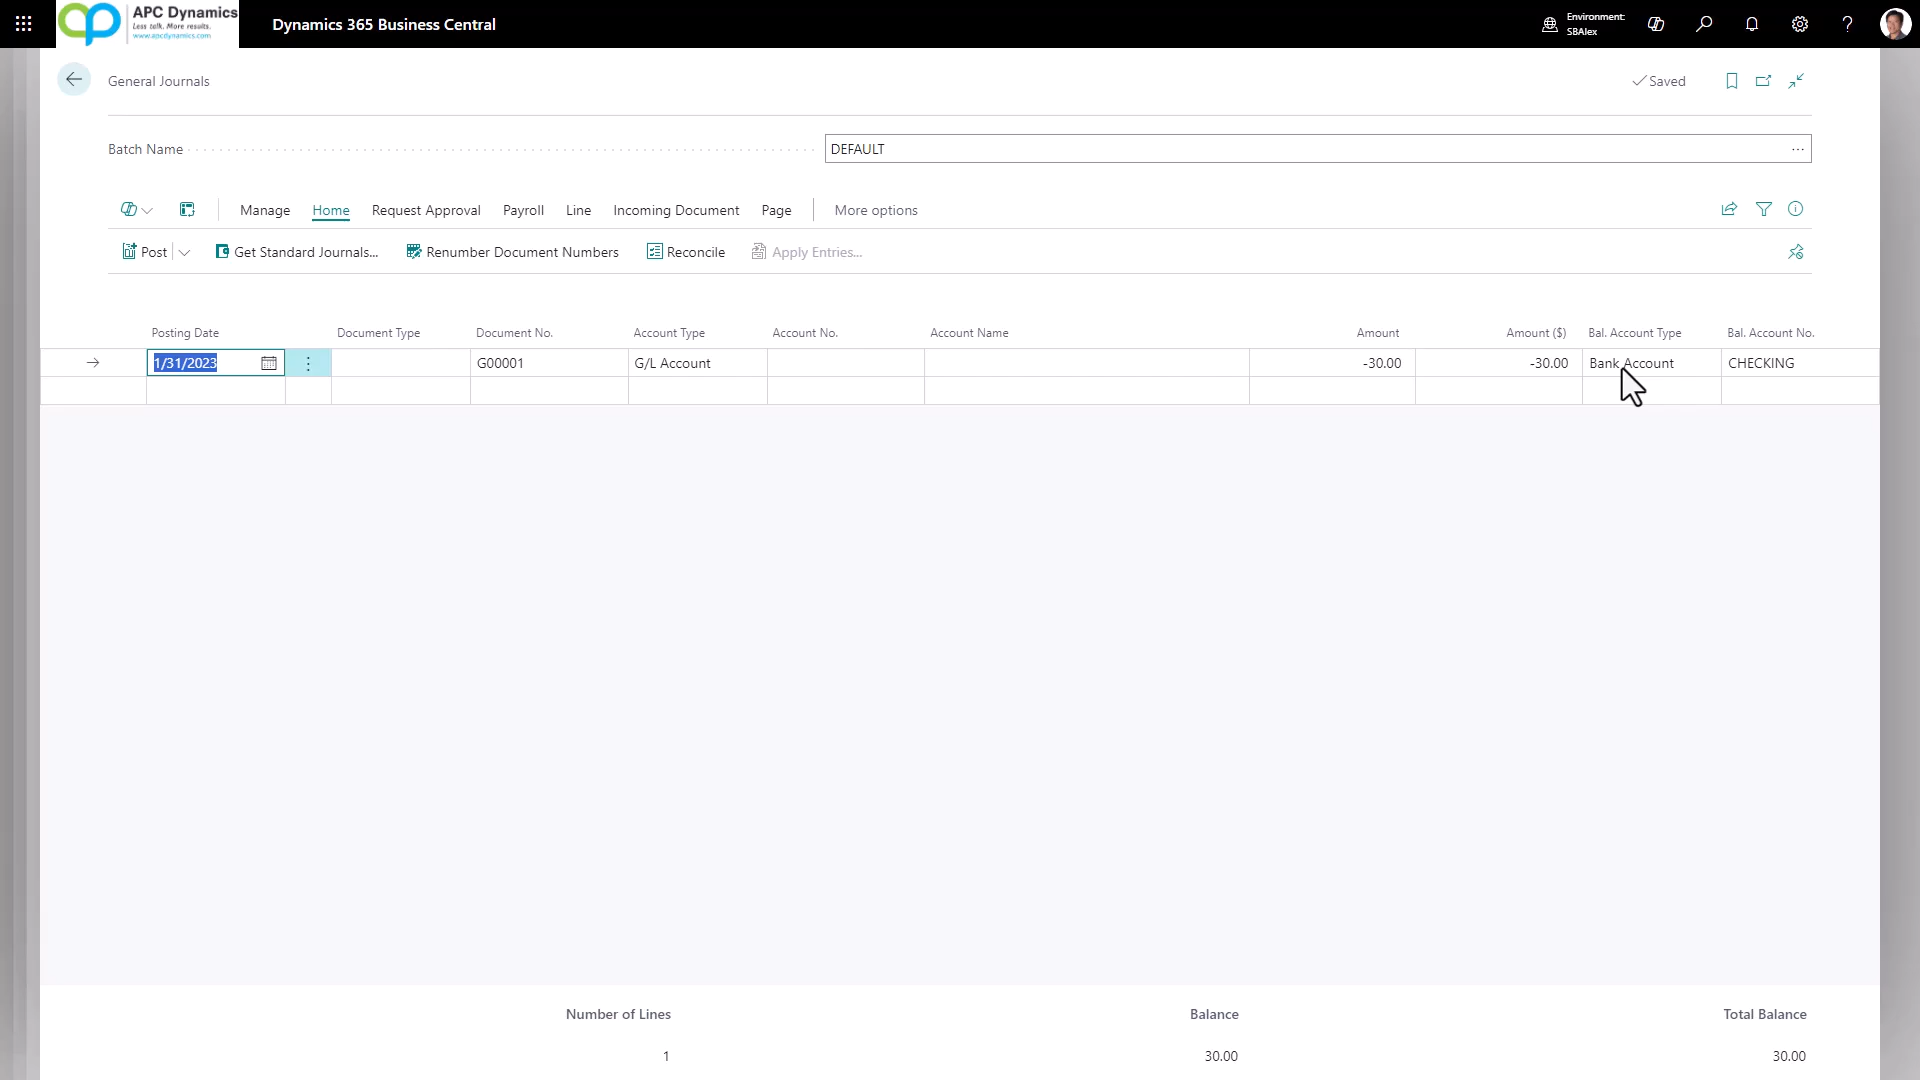 APC Dynamics
Less talk. More results.
www.apcdynamics.com
Dynamics 365 Business Central
Environment:
SBAlex
General Journals
Saved
Batch Name
DEFAULT
Manage Home Request Approval Payroll Line Incoming Document Page More options
Post Get Standard Journals... Renumber Document Numbers Reconcile Apply Entries...
Posting Date Document Type Document No. Account Type Account No. Account Name Amount Amount ($) Bal. Account Type Bal. Account No.
1/31/2023 G00001 G/L Account -30.00 -30.00 Bank Account CHECKING
Number of Lines Balance Total Balance
1 30.00 30.00